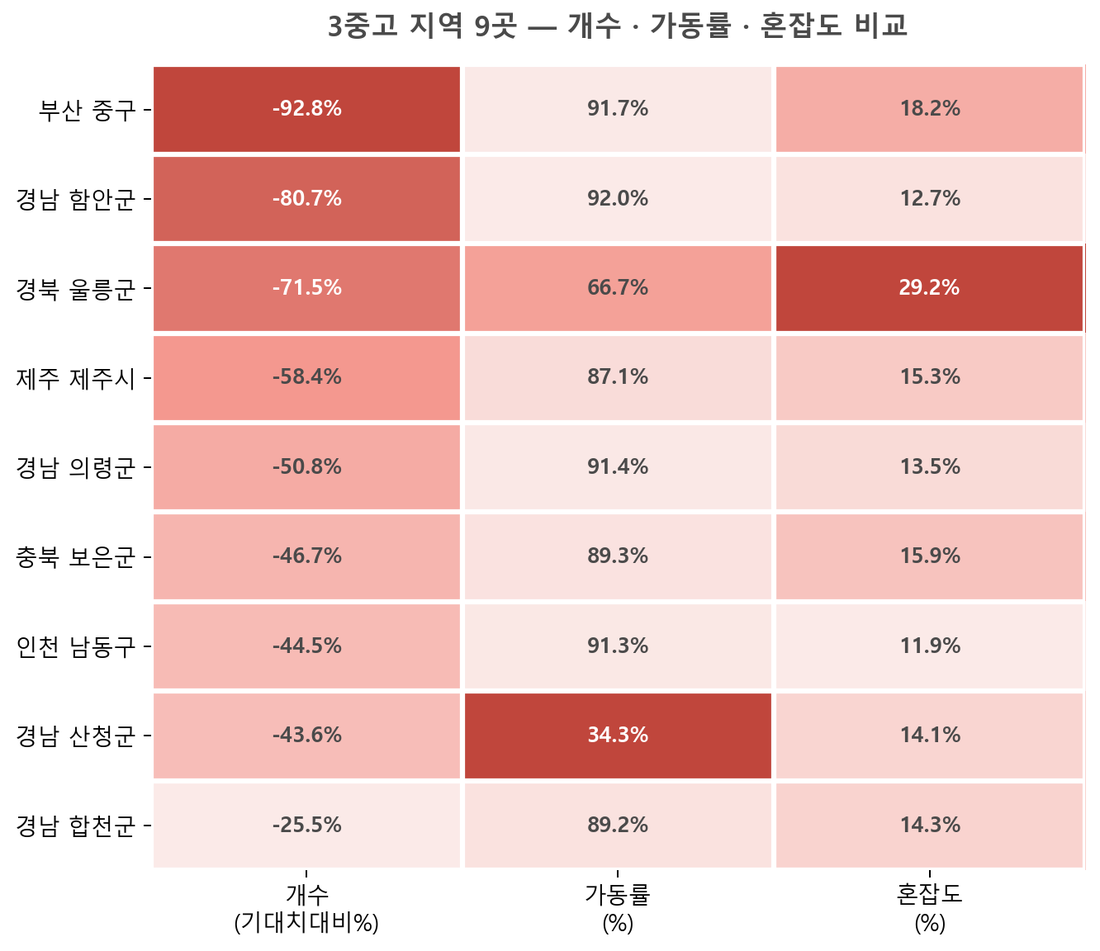 3중고 지역 9곳 — 개수 · 가동률 · 혼잡도 비교
부산 중구 -92.8% 91.7% 18.2%
경남 함안군 -80.7% 92.0% 12.7%
경북 울릉군 -71.5% 66.7% 29.2%
제주 제주시 -58.4% 87.1% 15.3%
경남 의령군 -50.8% 91.4% 13.5%
충북 보은군 -46.7% 89.3% 15.9%
인천 남동구 -44.5% 91.3% 11.9%
경남 산청군 -43.6% 34.3% 14.1%
경남 합천군 -25.5% 89.2% 14.3%
개수 가동률 혼잡도
(기대치대비%) (%) (%)